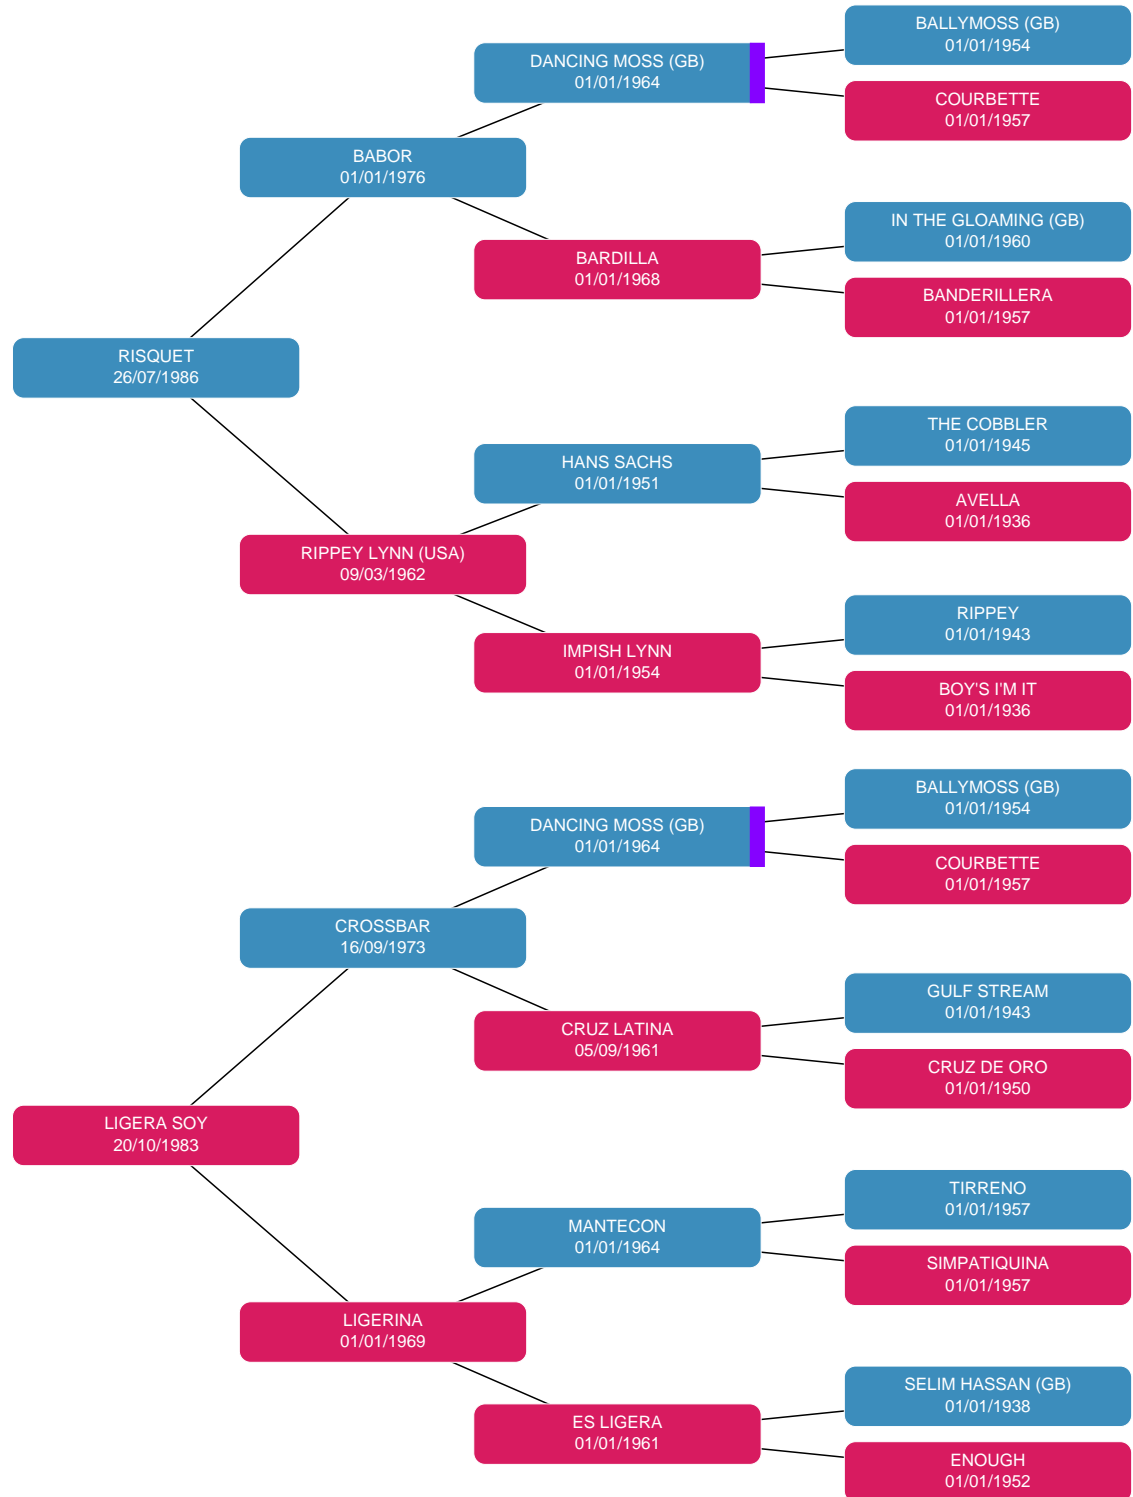 BALLYMOSS (GB)
01/01/1954
DANCING MOSS (GB)
01/01/1964
COURBETTE
01/01/1957
BABOR
01/01/1976
IN THE GLOAMING (GB)
01/01/1960
BARDILLA
01/01/1968
BANDERILLERA
01/01/1957
RISQUET
26/07/1986
THE COBBLER
01/01/1945
HANS SACHS
01/01/1951
AVELLA
01/01/1936
RIPPEY LYNN (USA)
09/03/1962
RIPPEY
01/01/1943
IMPISH LYNN
01/01/1954
BOY'S I'M IT
01/01/1936
BALLYMOSS (GB)
01/01/1954
DANCING MOSS (GB)
01/01/1964
COURBETTE
01/01/1957
CROSSBAR
16/09/1973
GULF STREAM
01/01/1943
CRUZ LATINA
05/09/1961
CRUZ DE ORO
01/01/1950
LIGERA SOY
20/10/1983
TIRRENO
01/01/1957
MANTECON
01/01/1964
SIMPATIQUINA
01/01/1957
LIGERINA
01/01/1969
SELIM HASSAN (GB)
01/01/1938
ES LIGERA
01/01/1961
ENOUGH
01/01/1952